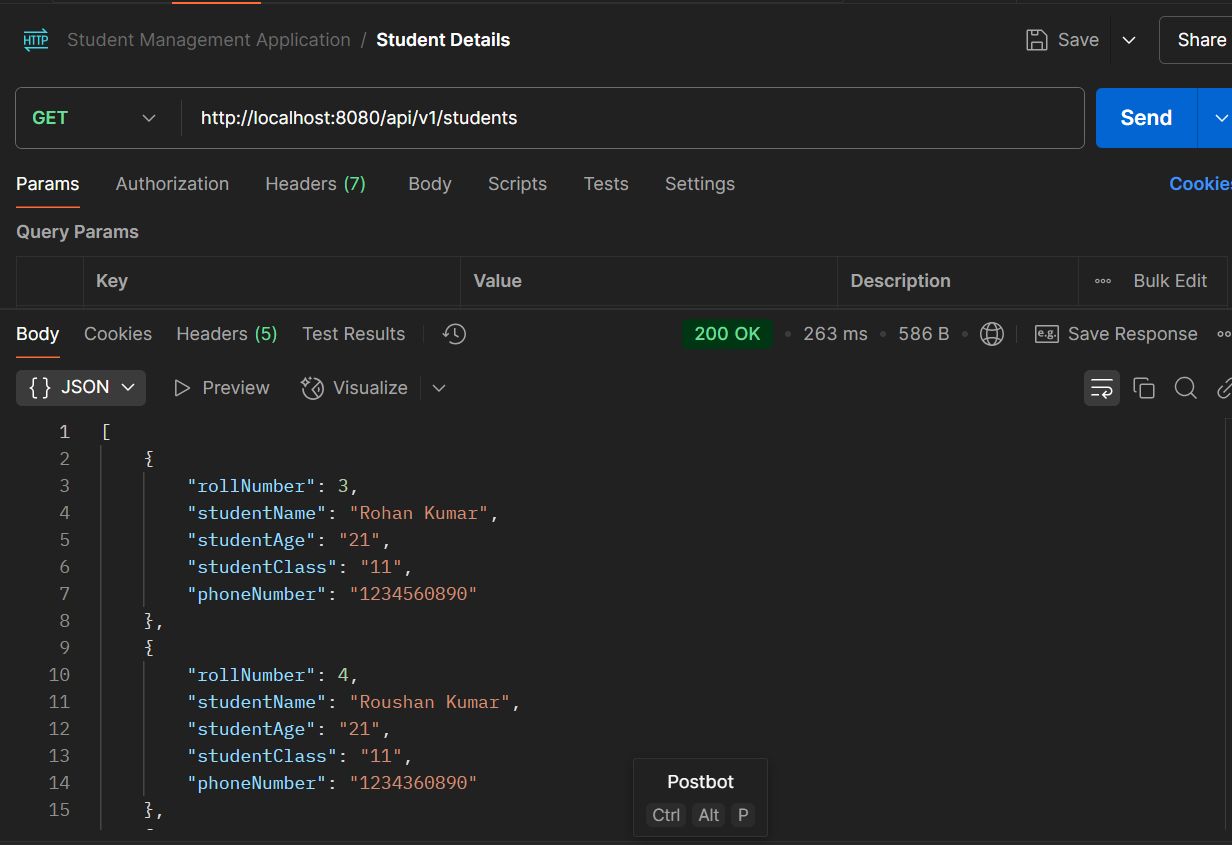 HTTP Student Management Application / Student Details Save Share
GET http://localhost:8080/api/v1/students Send
Params Authorization Headers (7) Body Scripts Tests Settings Cookies
Query Params
Key Value Description Bulk Edit
Body Cookies Headers (5) Test Results 200 OK • 263 ms • 586 B • e.g. Save Response
{} JSON Preview Visualize
1 [
2 {
3 "rollNumber": 3,
4 "studentName": "Rohan Kumar",
5 "studentAge": "21",
6 "studentClass": "11",
7 "phoneNumber": "1234560890"
8 },
9 {
10 "rollNumber": 4,
11 "studentName": "Roushan Kumar",
12 "studentAge": "21",
13 "studentClass": "11",
14 "phoneNumber": "1234360890"
15 },
Postbot
Ctrl Alt P